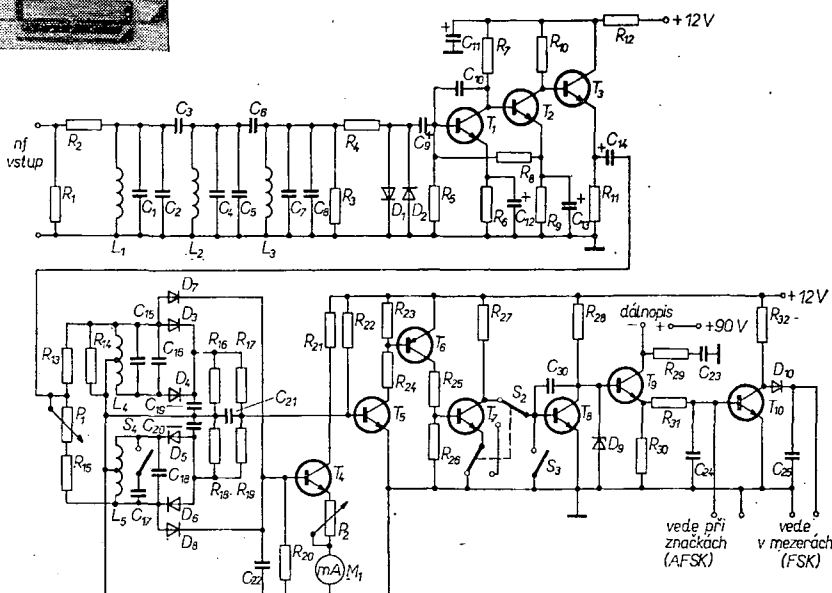 +12V
R12
C11
R7
R10
C10
T1
T2
T3
C3
C6
R2
R4
C9
C14
nf
vstup
R1
C1
C2
C4
C5
C7
C8
R3
D1
D2
R5
R8
R6
C12
R9
C13
R11
L1
L2
L3
D7
C15
D3
+12V
R13
R14
C16
R16
R17
R21
R22
R23
T6
R27
R28
dálnopis
+90V
R32
D4
L4
C19
C21
R24
R29
C23
D10
P1
S4
C20
D5
T5
R25
S2
C30
T9
R31
T10
R15
C18
R18
R19
T7
T8
R26
S3
D9
R30
C24
C25
L5
C17
D6
D8
T4
P2
C22
R20
mA
M1
vede při
značkách
(AFSK)
vede
v mezerách
(FSK)